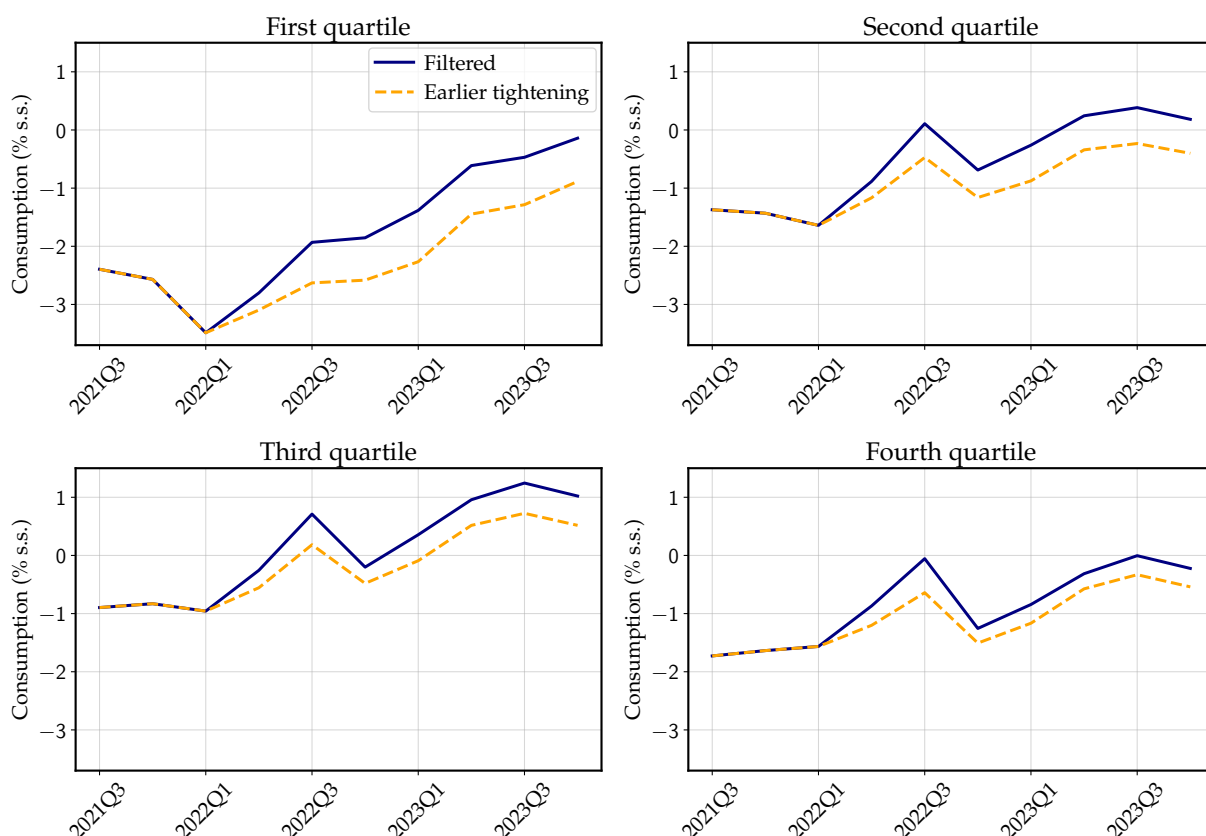 First quartile
Consumption (% s.s.)
1
0
−1
−2
−3
Filtered
Earlier tightening
2021Q3
2022Q1
2022Q3
2023Q1
2023Q3
Second quartile
Consumption (% s.s.)
1
0
−1
−2
−3
2021Q3
2022Q1
2022Q3
2023Q1
2023Q3
Third quartile
Consumption (% s.s.)
1
0
−1
−2
−3
2021Q3
2022Q1
2022Q3
2023Q1
2023Q3
Fourth quartile
Consumption (% s.s.)
1
0
−1
−2
−3
2021Q3
2022Q1
2022Q3
2023Q1
2023Q3